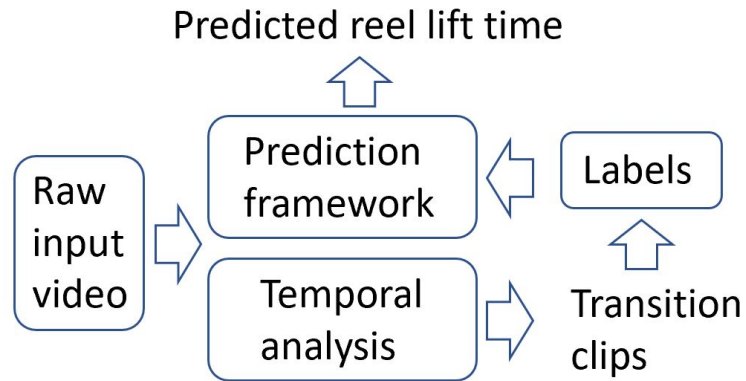 Predicted reel lift time
Raw
input
video
Prediction
framework
Labels
Temporal
analysis
Transition
clips